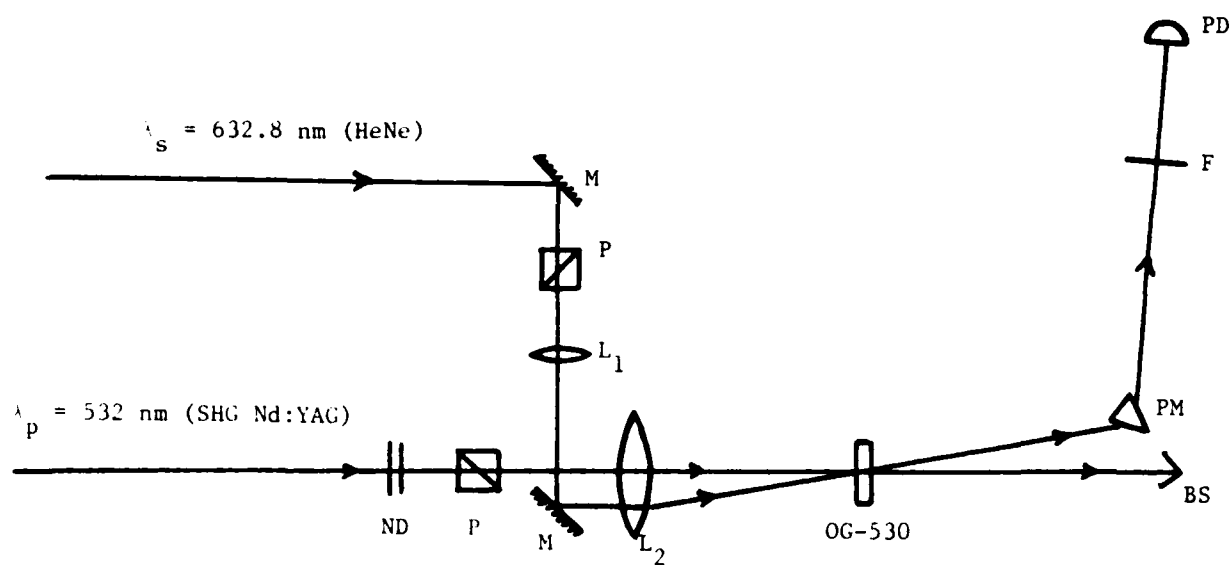 PD
λs = 632.8 nm (HeNe)
F
M
P
L1
λp = 532 nm (SHG Nd:YAG)
PM
ND
P
M
L2
OG-530
BS